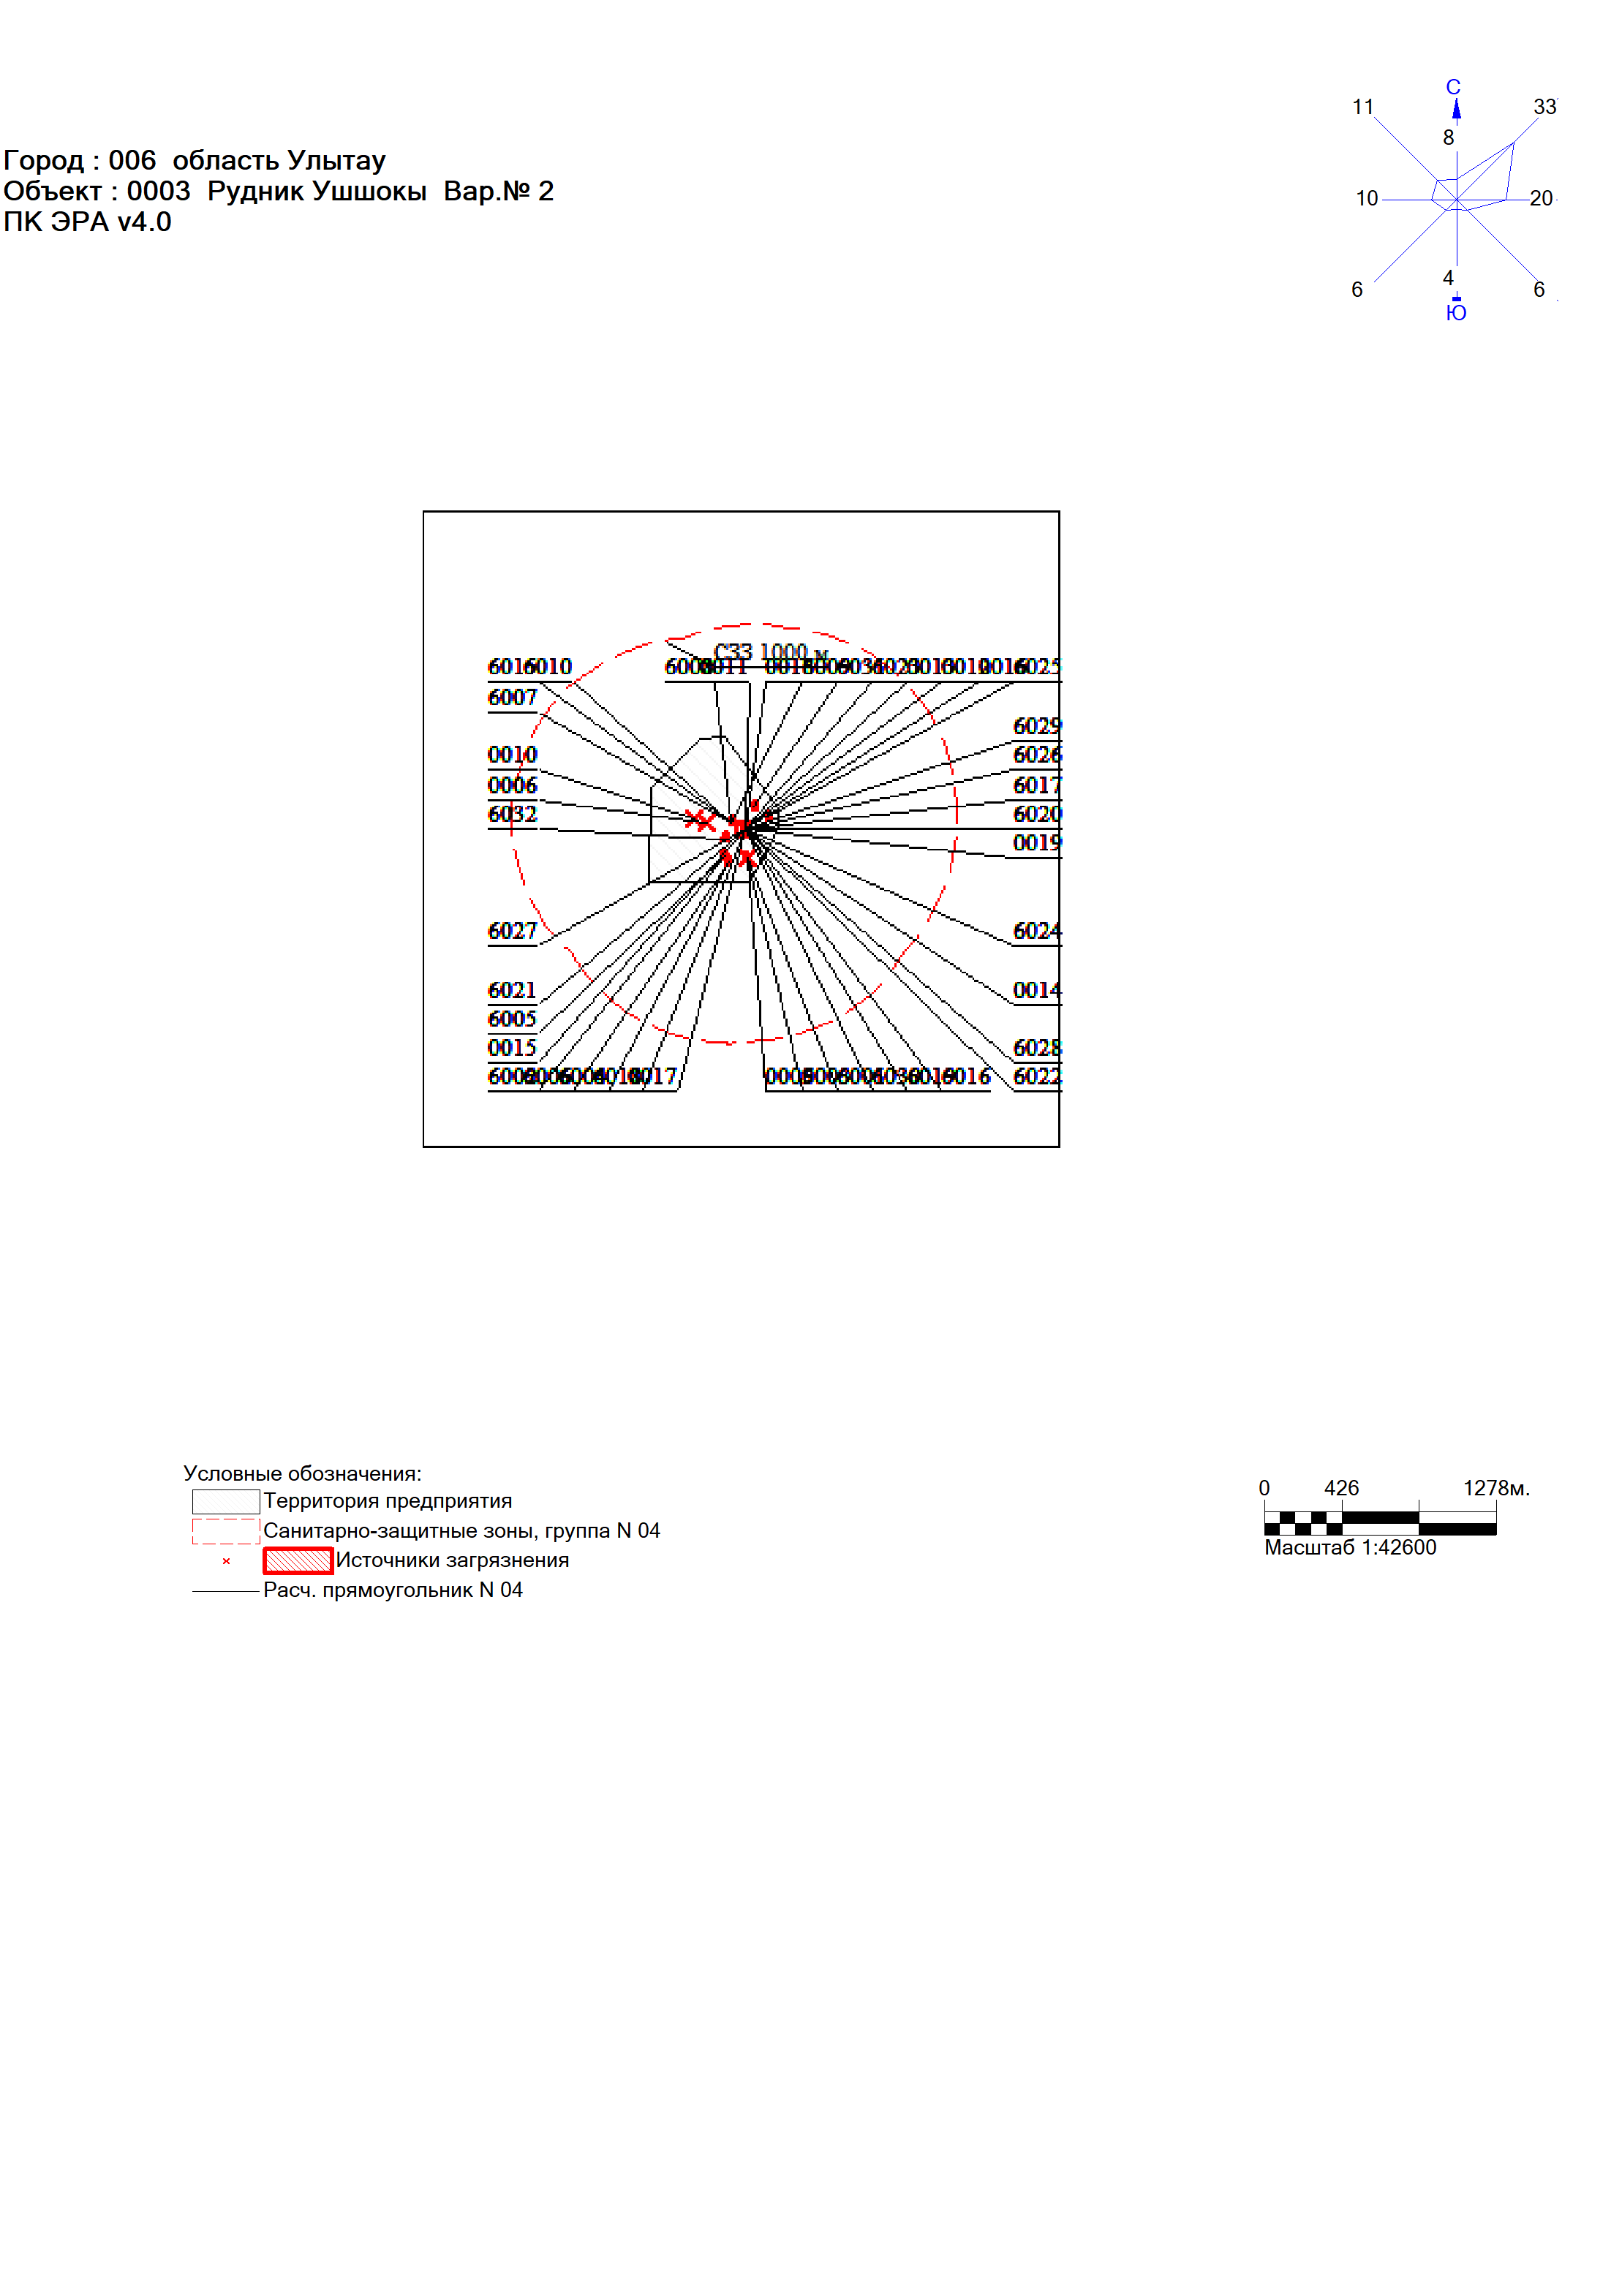 С
11
33
8
Город : 006 область Улытау
Объект : 0003 Рудник Ушшокы Вар.№ 2
10
20
ПК ЭРА v4.0
4
6
6
Ю
СЗЗ 1000 м
6025
6007
6029
0010
6026
0006
6017
6032
6020
0019
6027
6024
6021
0014
6005
0015
6028
6022
Условные обозначения:
0 426 1278м.
Территория предприятия
Санитарно-защитные зоны, группа N 04
Масштаб 1:42600
Источники загрязнения
Расч. прямоугольник N 04